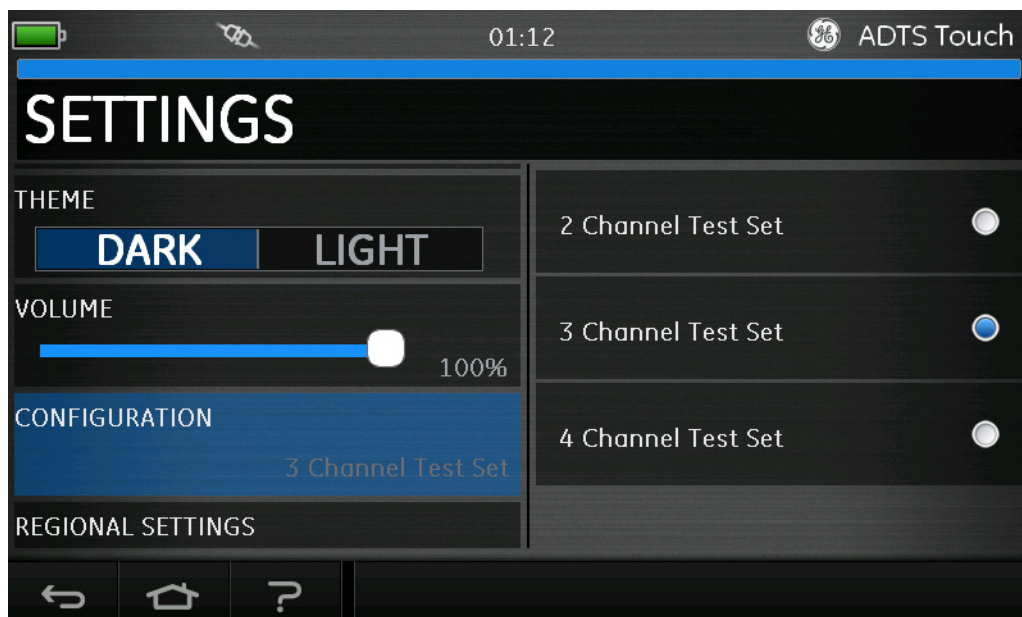 01:12
ADTS Touch
SETTINGS
THEME
DARK
LIGHT
VOLUME
100%
CONFIGURATION
3 Channel Test Set
REGIONAL SETTINGS
2 Channel Test Set
3 Channel Test Set
4 Channel Test Set
?